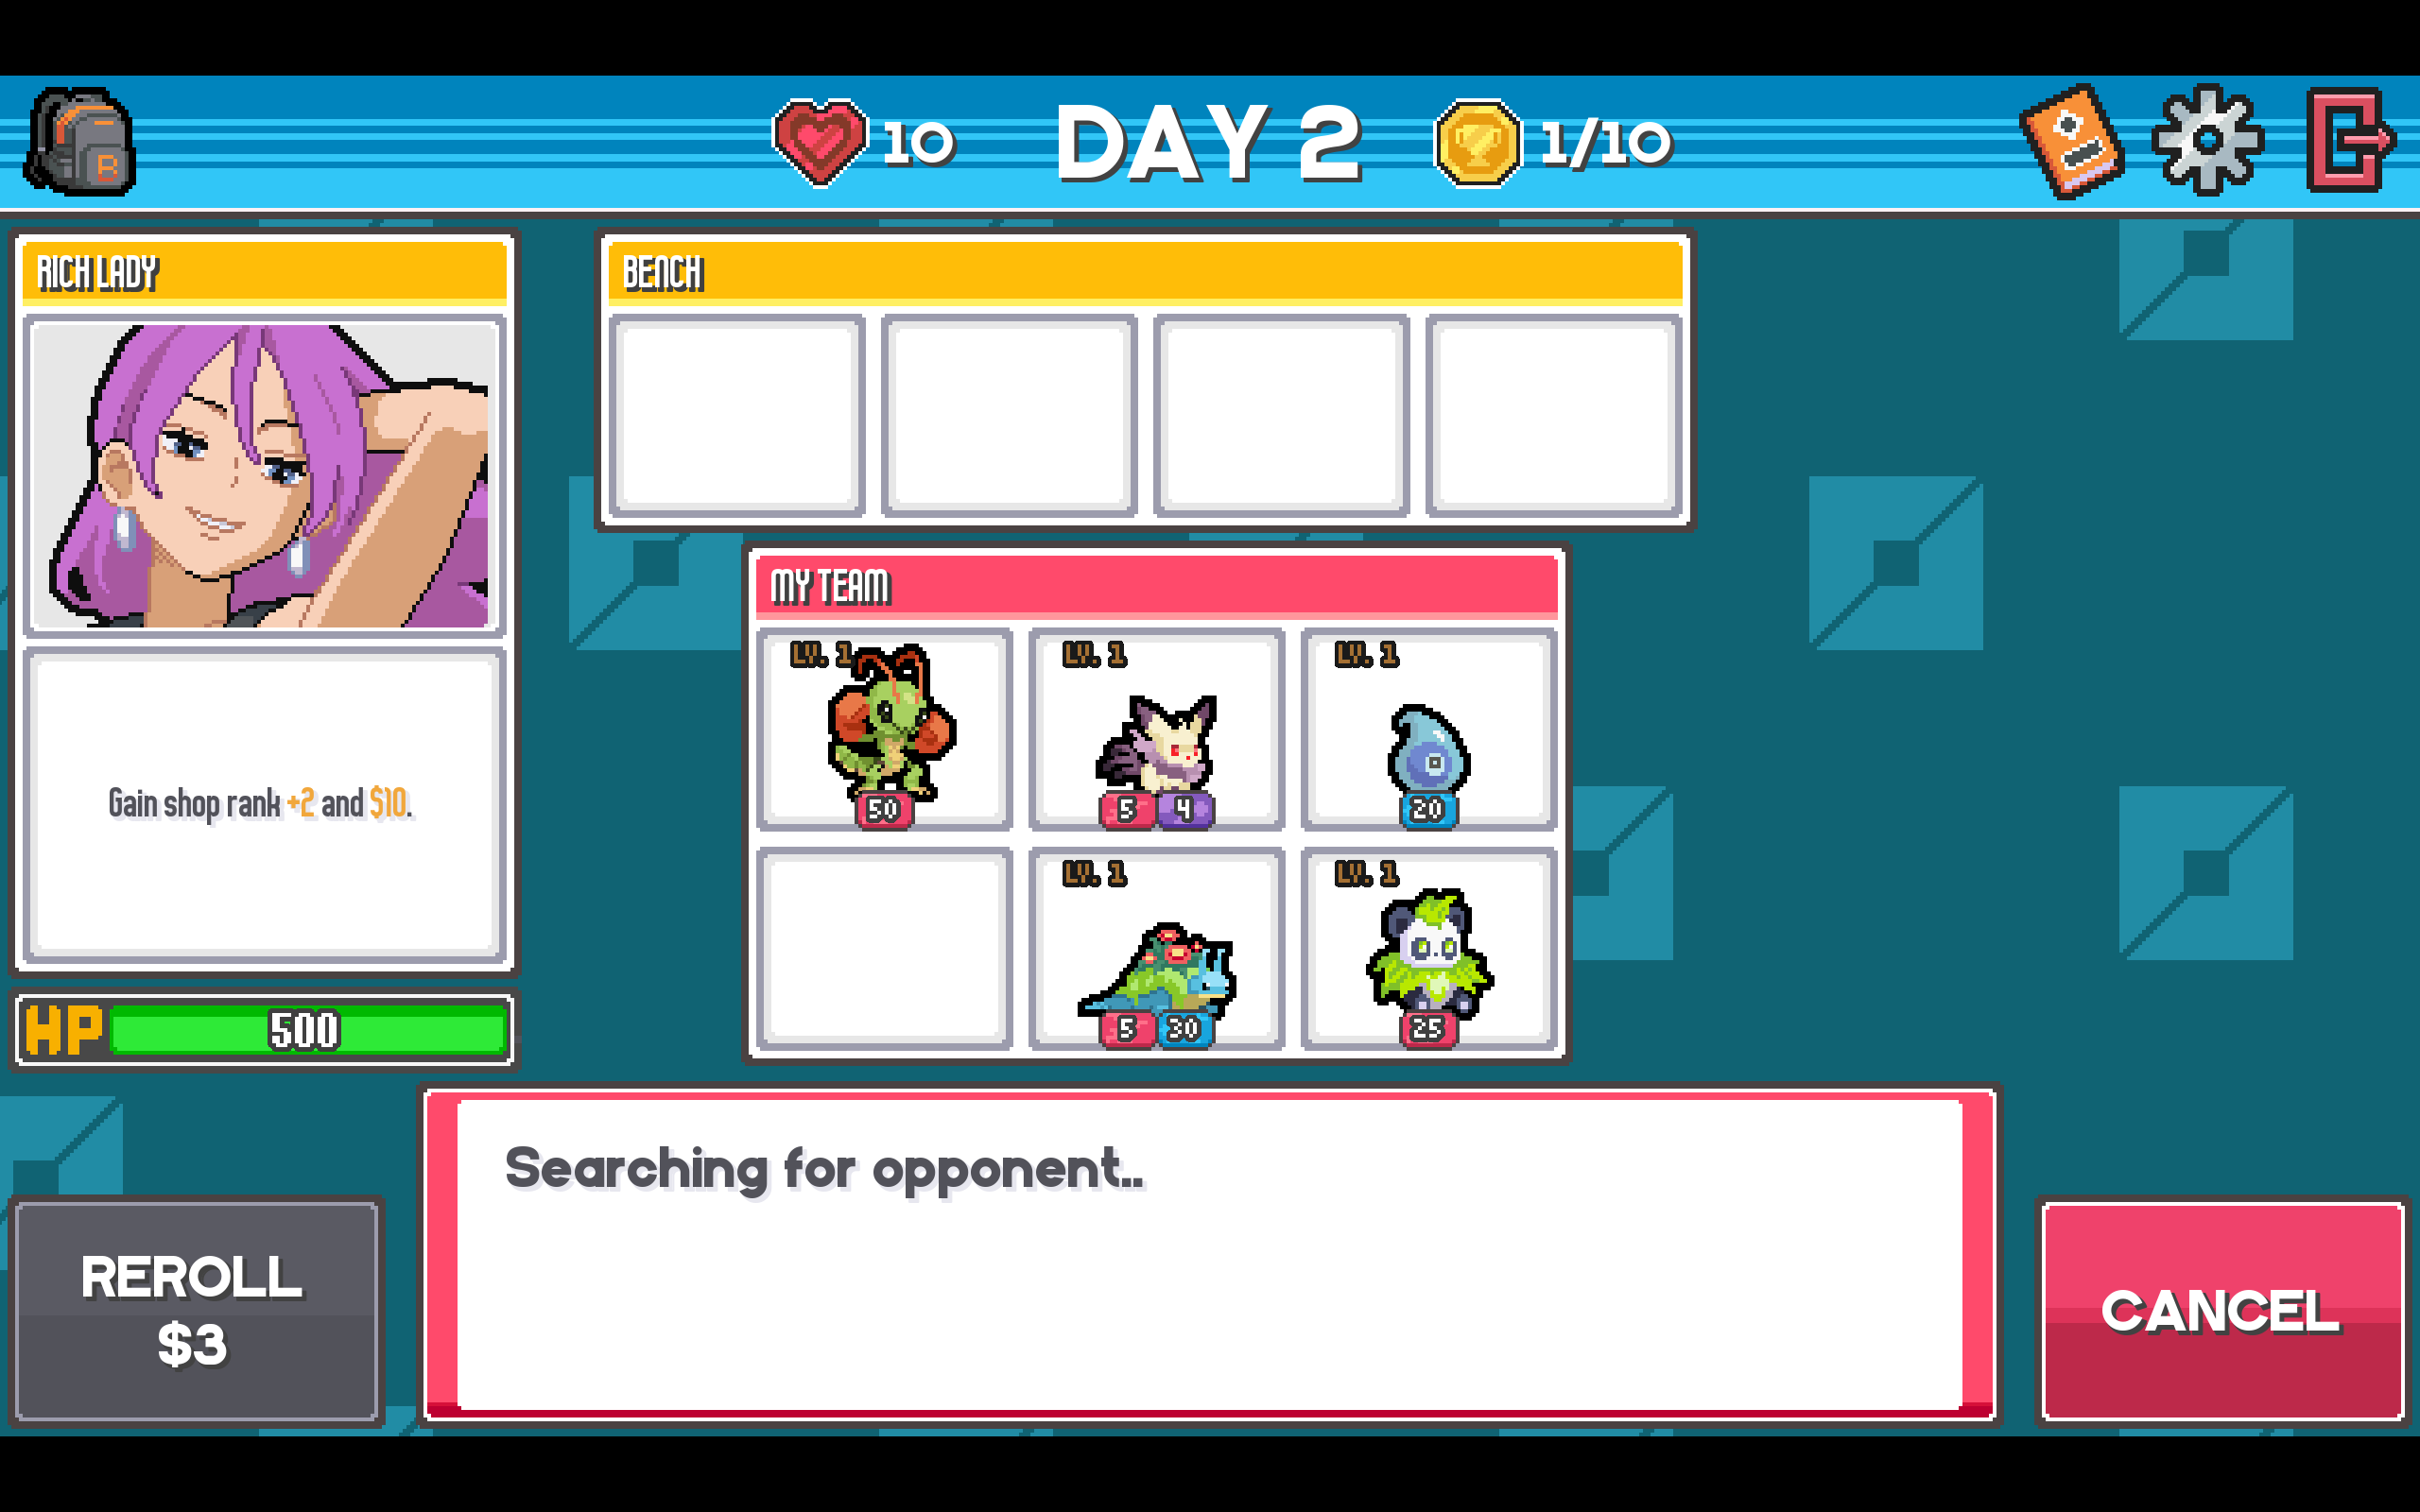 B
10
DAY 2
1/10
RICH LADY
BENCH
MY TEAM
LV. 1
LV. 1
LV. 1
50
5 4
20
LV. 1
LV. 1
5 30
25
Gain shop rank +2 and $10.
HP 500
Searching for opponent..
REROLL
$3
CANCEL